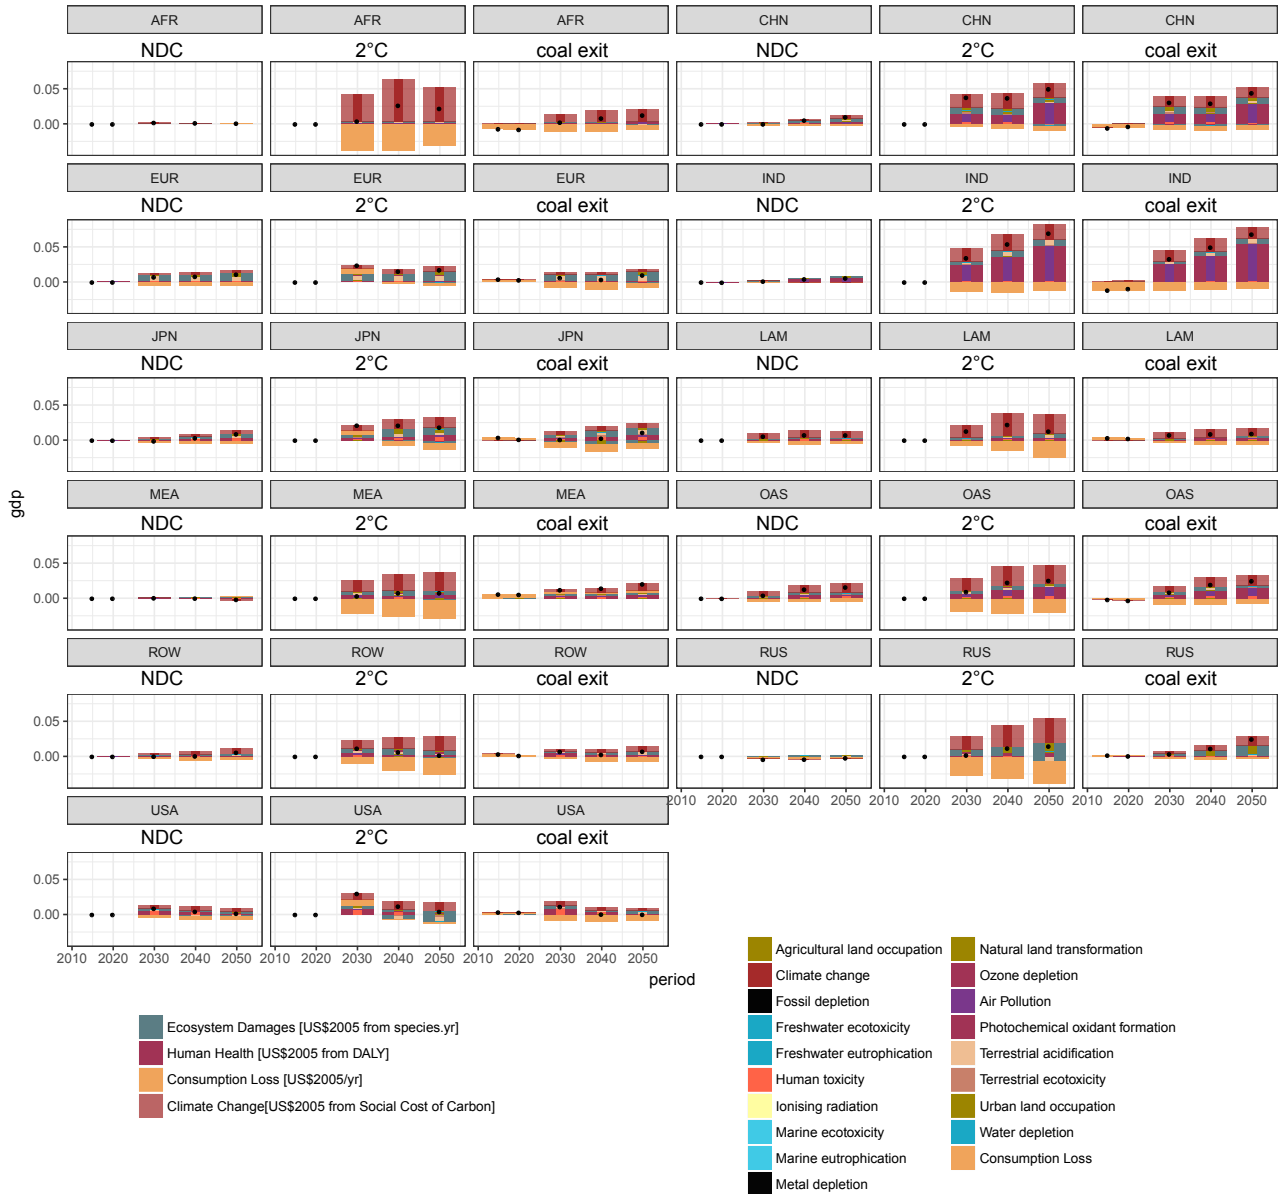 AFR AFR AFR CHN CHN CHN
NDC 2°C coal exit NDC 2°C coal exit
0.05
0.00
EUR EUR EUR IND IND IND
NDC 2°C coal exit NDC 2°C coal exit
0.05
0.00
JPN JPN JPN LAM LAM LAM
NDC 2°C coal exit NDC 2°C coal exit
0.05
0.00
gdp
MEA MEA MEA OAS OAS OAS
NDC 2°C coal exit NDC 2°C coal exit
0.05
0.00
ROW ROW ROW RUS RUS RUS
NDC 2°C coal exit NDC 2°C coal exit
0.05
0.00
2010 2020 2030 2040 2050 2010 2020 2030 2040 2050 2010 2020 2030 2040 2050
USA USA USA
NDC 2°C coal exit
0.05
0.00
2010 2020 2030 2040 2050 2010 2020 2030 2040 2050 2010 2020 2030 2040 2050
period
Ecosystem Damages [US$2005 from species.yr]
Human Health [US$2005 from DALY]
Consumption Loss [US$2005/yr]
Climate Change[US$2005 from Social Cost of Carbon]
Agricultural land occupation
Climate change
Fossil depletion
Freshwater ecotoxicity
Freshwater eutrophication
Human toxicity
Ionising radiation
Marine ecotoxicity
Marine eutrophication
Metal depletion
Natural land transformation
Ozone depletion
Air Pollution
Photochemical oxidant formation
Terrestrial acidification
Terrestrial ecotoxicity
Urban land occupation
Water depletion
Consumption Loss